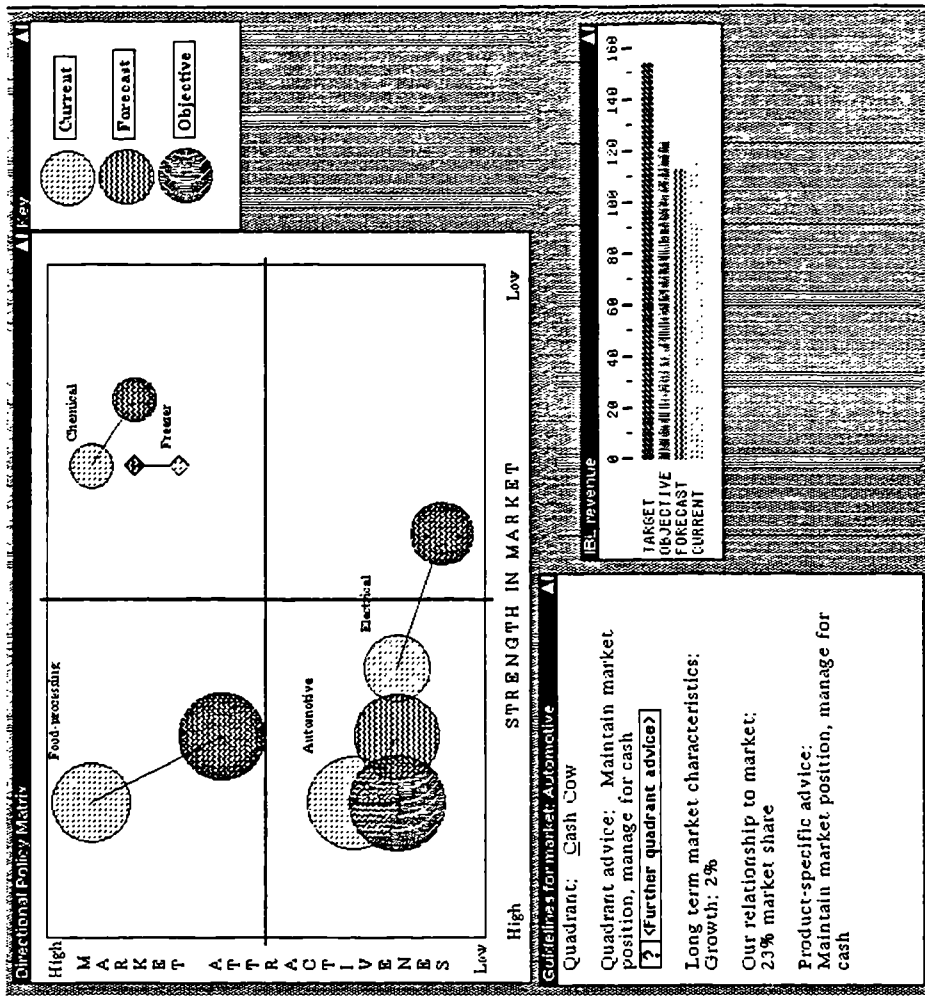 Directional Policy Matrix
High
MARKET ATTRACTIVENES
Low
Food-processing
Chemical
Freezer
Automotive
Electrical
High
STRENGTH IN MARKET
Low
Key
Current
Forecast
Objective
Guidelines for market: Automotive
Quadrant: Cash Cow
Quadrant advice: Maintain market
position, manage for cash
? <Further quadrant advice>
Long term market characteristics:
Growth: 2%
Our relationship to market:
23% market share
Product-specific advice:
Maintain market position, manage for
cash
revenue
0 20 40 60 80 100 120 140 160
TARGET
OBJECTIVE
FORECAST
CURRENT